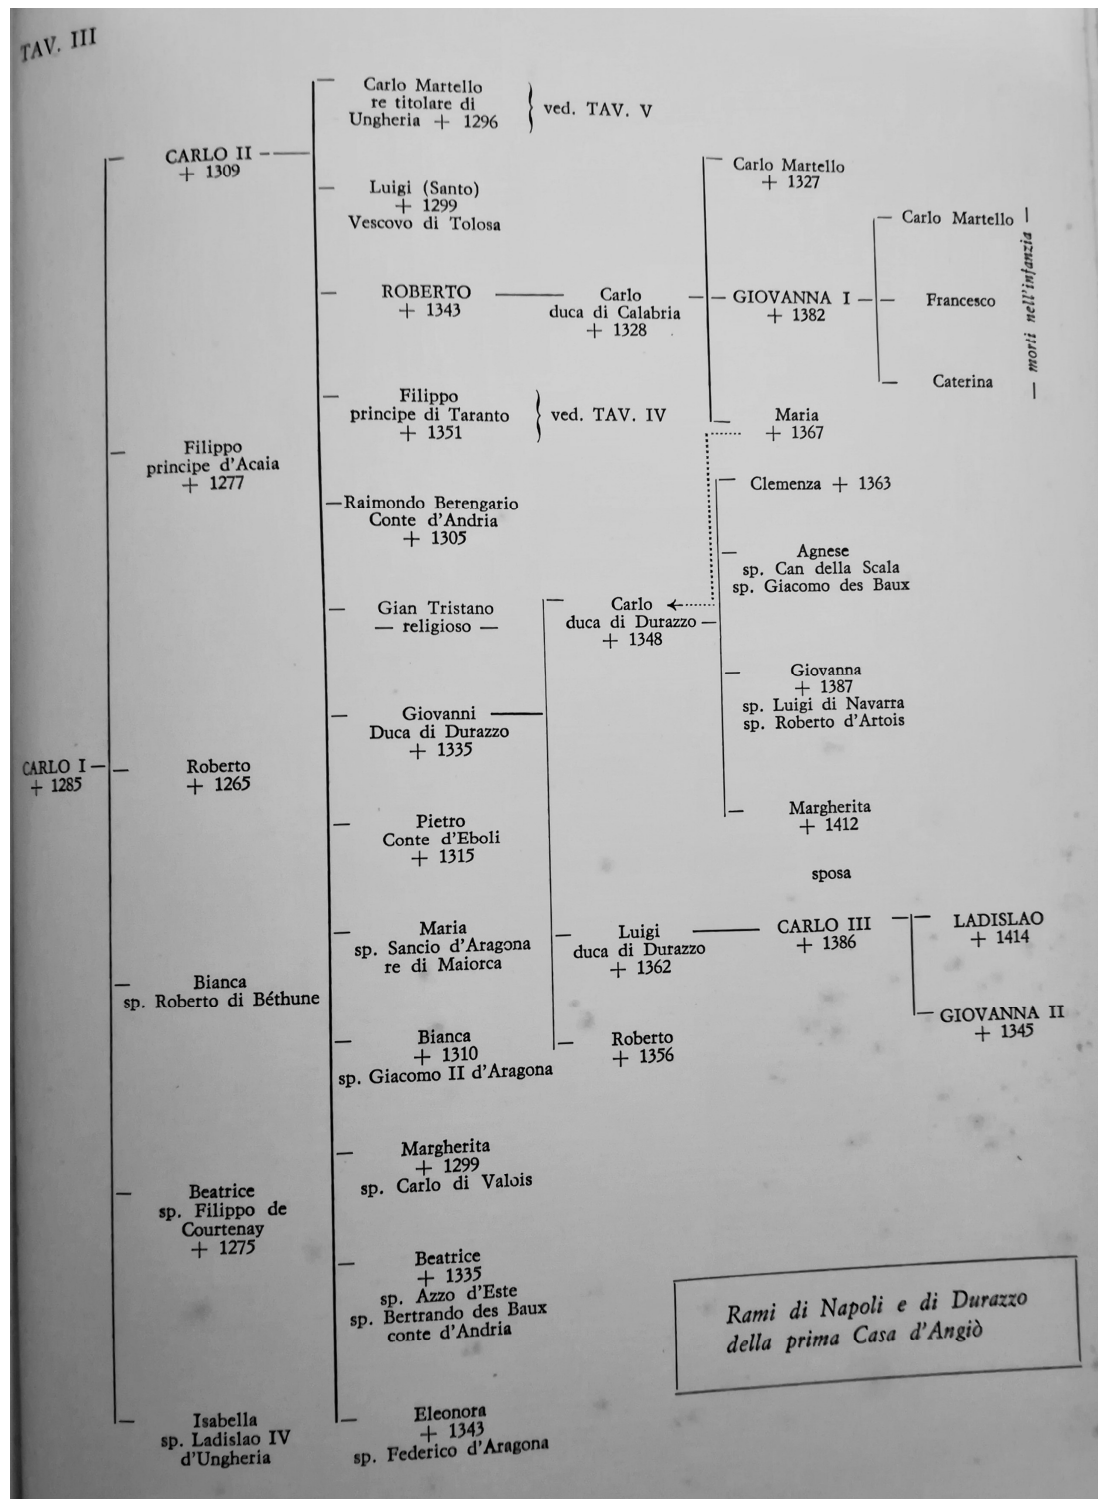 TAV. III
CARLO I
+ 1285
CARLO II
+ 1309
Filippo
principe d'Acaia
+ 1277
Roberto
+ 1265
Bianca
sp. Roberto di Béthune
Beatrice
sp. Filippo de
Courtenay
+ 1275
Isabella
sp. Ladislao IV
d'Ungheria
Carlo Martello
re titolare di
Ungheria + 1296
ved. TAV. V
Luigi (Santo)
+ 1299
Vescovo di Tolosa
ROBERTO
+ 1343
Filippo
principe di Taranto
+ 1351
ved. TAV. IV
Raimondo Berengario
Conte d'Andria
+ 1305
Gian Tristano
— religioso —
Giovanni
Duca di Durazzo
+ 1335
Pietro
Conte d'Eboli
+ 1315
Maria
sp. Sancio d'Aragona
re di Maiorca
Bianca
+ 1310
sp. Giacomo II d'Aragona
Margherita
+ 1299
sp. Carlo di Valois
Beatrice
+ 1335
sp. Azzo d'Este
sp. Bertrando des Baux
conte d'Andria
Eleonora
+ 1343
sp. Federico d'Aragona
Carlo
duca di Calabria
+ 1328
Carlo
duca di Durazzo
+ 1348
Luigi
duca di Durazzo
+ 1362
Roberto
+ 1356
Carlo Martello
+ 1327
GIOVANNA I
+ 1382
Maria
+ 1367
Clemenza + 1363
Agnese
sp. Can della Scala
sp. Giacomo des Baux
Giovanna
+ 1387
sp. Luigi di Navarra
sp. Roberto d'Artois
Margherita
+ 1412
sposa
CARLO III
+ 1386
Carlo Martello
Francesco
Caterina
— morti nell'infanzia —
LADISLAO
+ 1414
GIOVANNA II
+ 1345
Rami di Napoli e di Durazzo
della prima Casa d'Angiò